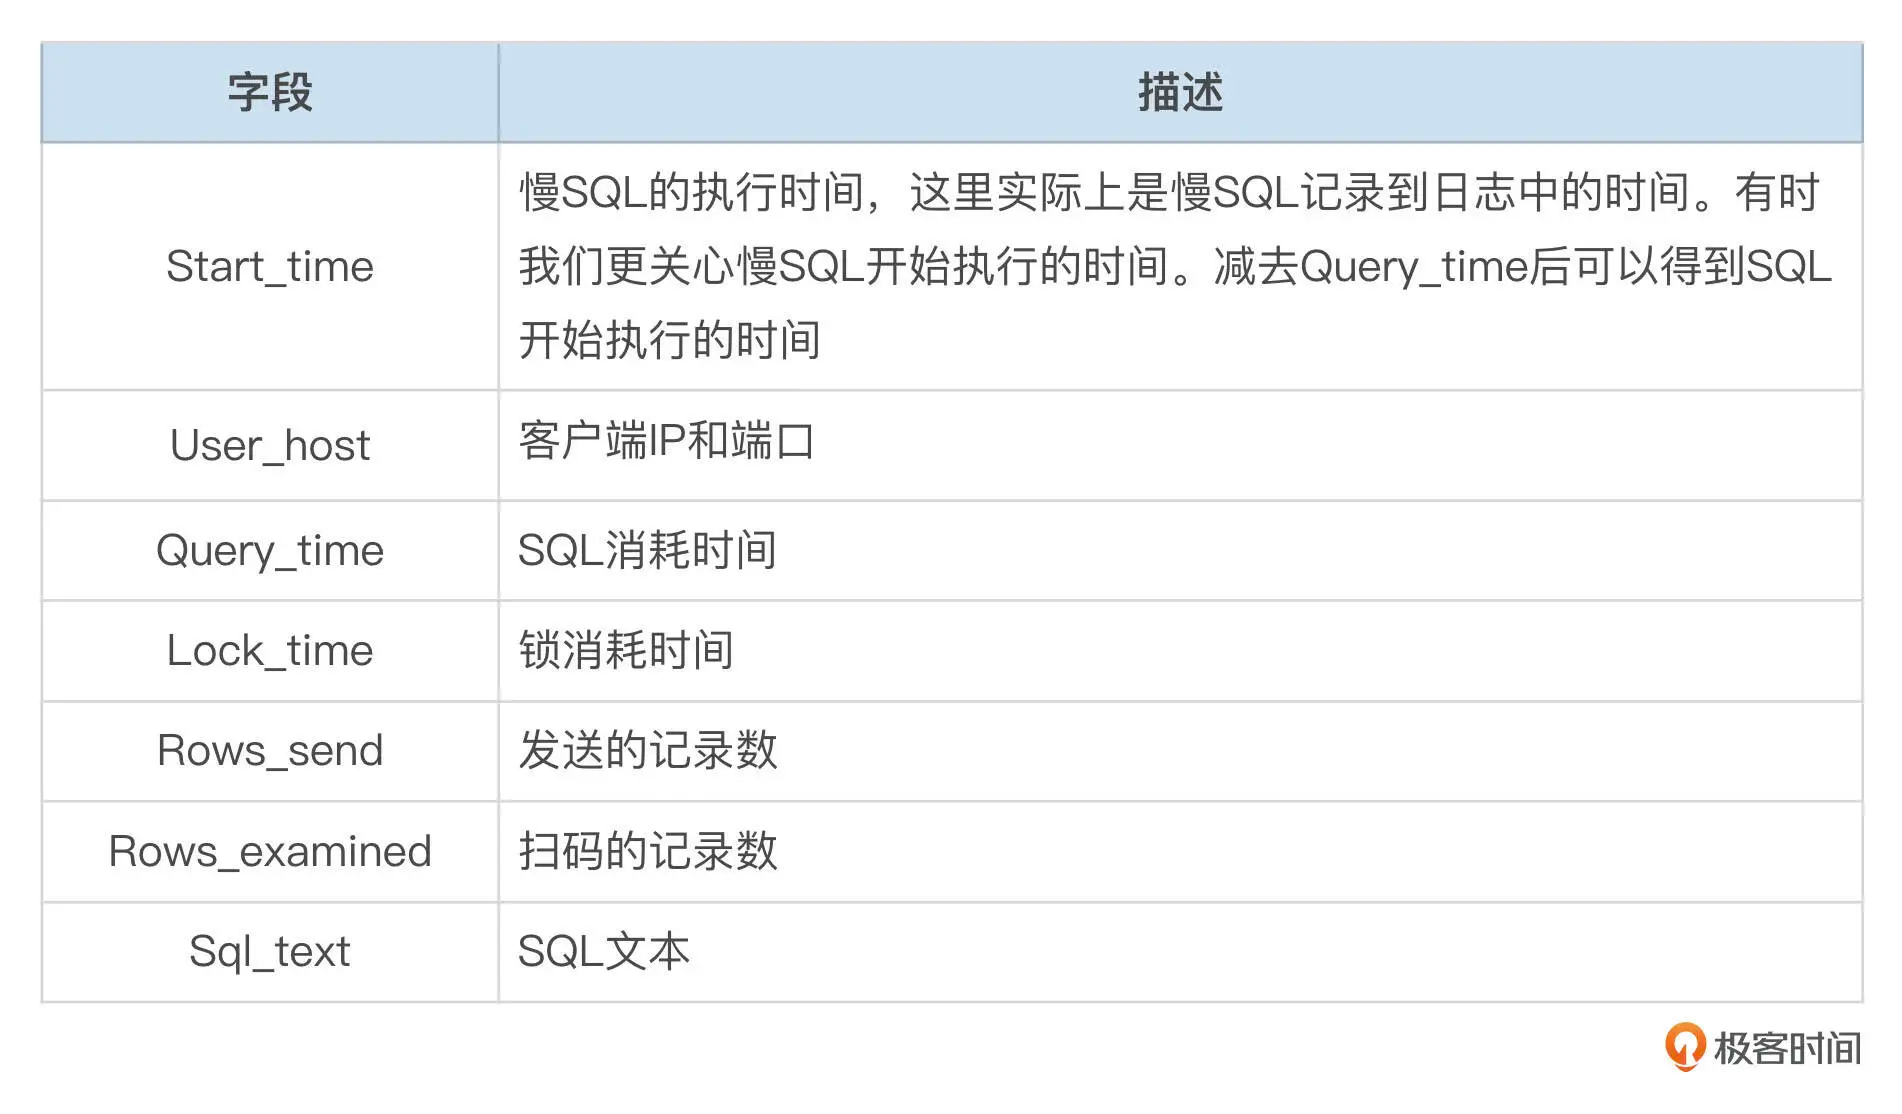 字段
描述
Start_time
慢SQL的执行时间，这里实际上是慢SQL记录到日志中的时间。有时
我们更关心慢SQL开始执行的时间。减去Query_time后可以得到SQL
开始执行的时间
User_host
客户端IP和端口
Query_time
SQL消耗时间
Lock_time
锁消耗时间
Rows_send
发送的记录数
Rows_examined
扫码的记录数
Sql_text
SQL文本
极客时间